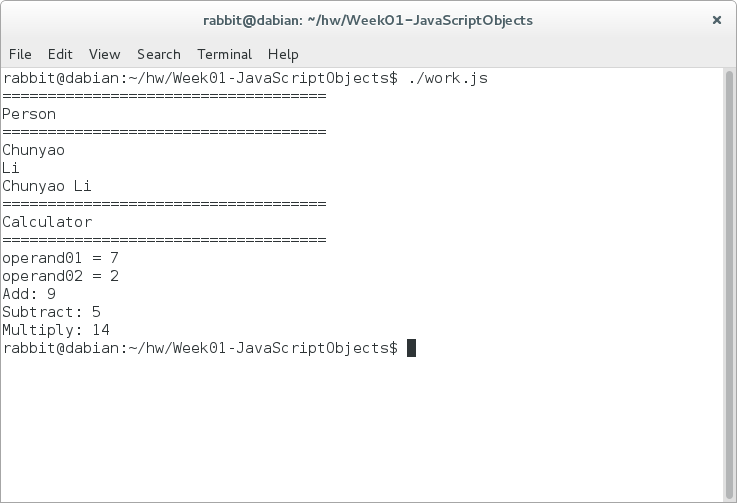 rabbit@dabian: ~/hw/Week01-JavaScriptObjects
×
File Edit View Search Terminal Help
rabbit@dabian:~/hw/Week01-JavaScriptObjects$ ./work.js
====================================
Person
====================================
Chunyao
Li
Chunyao Li
====================================
Calculator
====================================
operand01 = 7
operand02 = 2
Add: 9
Subtract: 5
Multiply: 14
rabbit@dabian:~/hw/Week01-JavaScriptObjects$